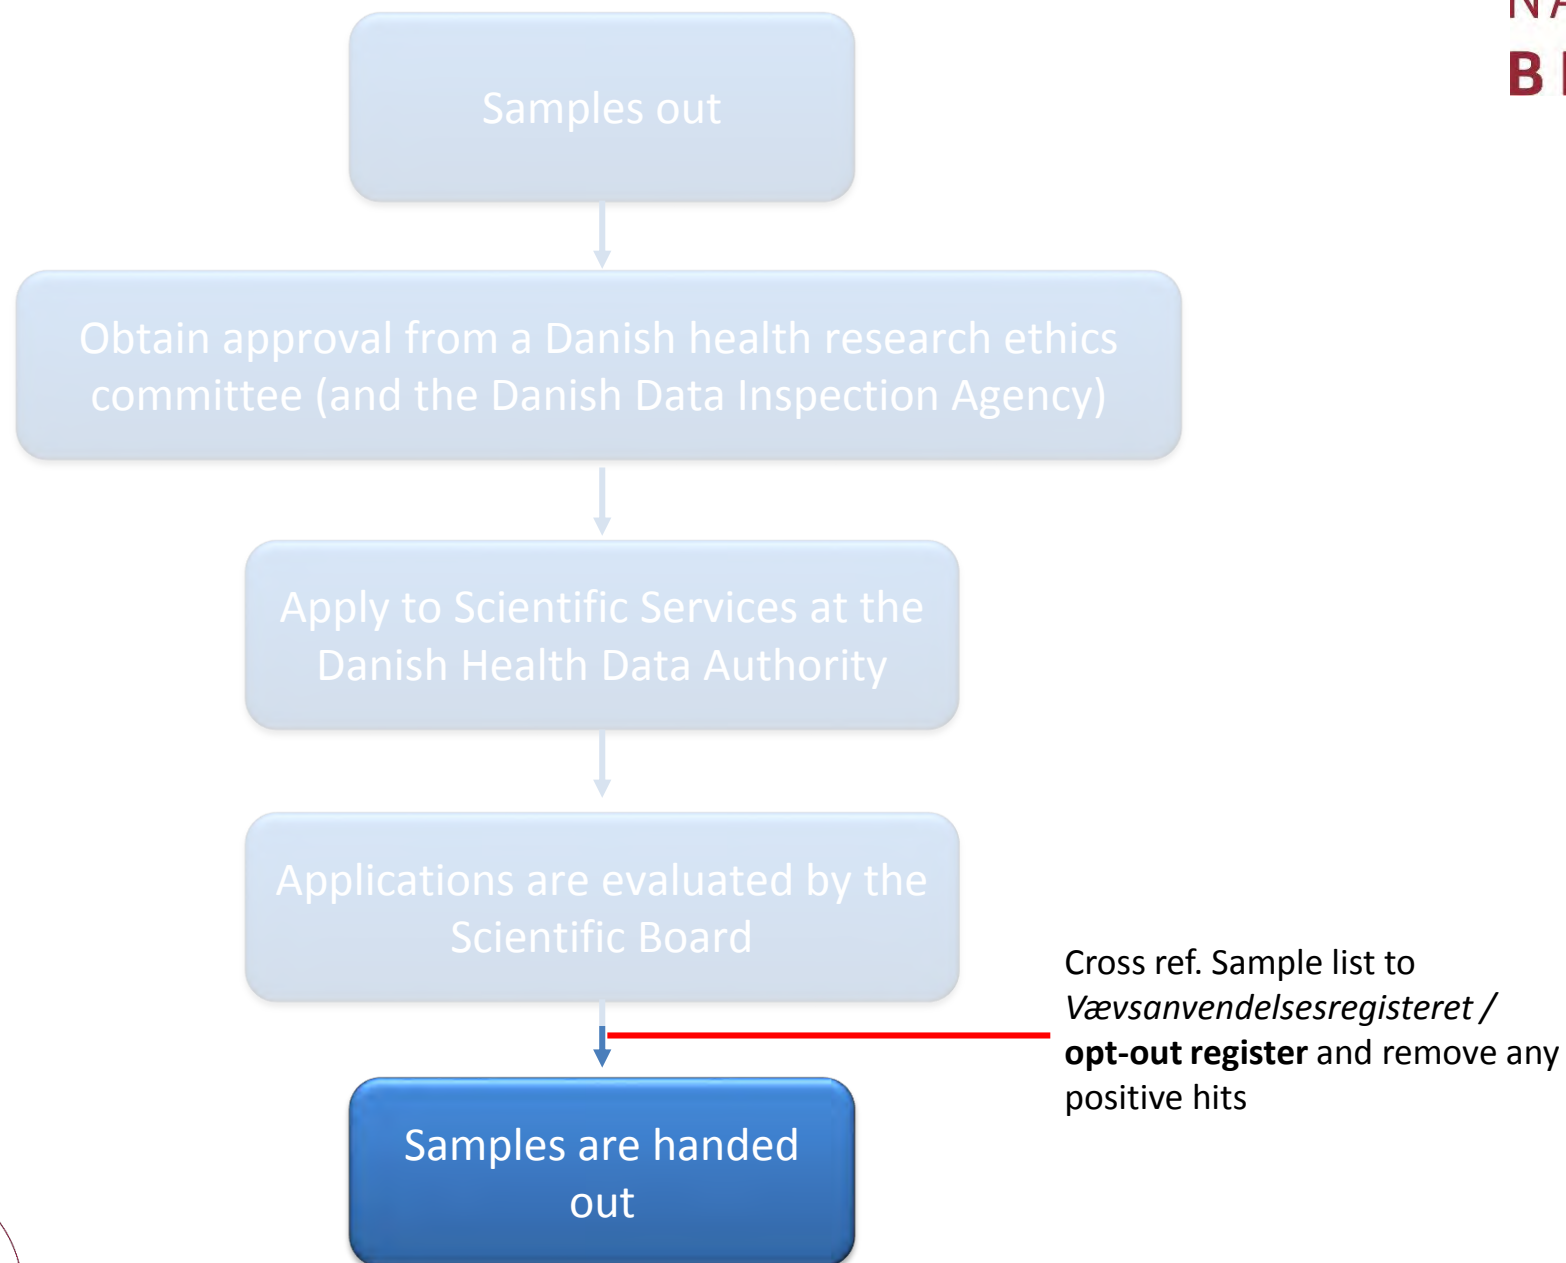 Samples out
Obtain approval from a Danish health research ethics
committee (and the Danish Data Inspection Agency)
Apply to Scientific Services at the
Danish Health Data Authority
Applications are evaluated by the
Scientific Board
Cross ref. Sample list to
Vævsanvendelsesregisteret /
opt-out register and remove any
positive hits
Samples are handed
out